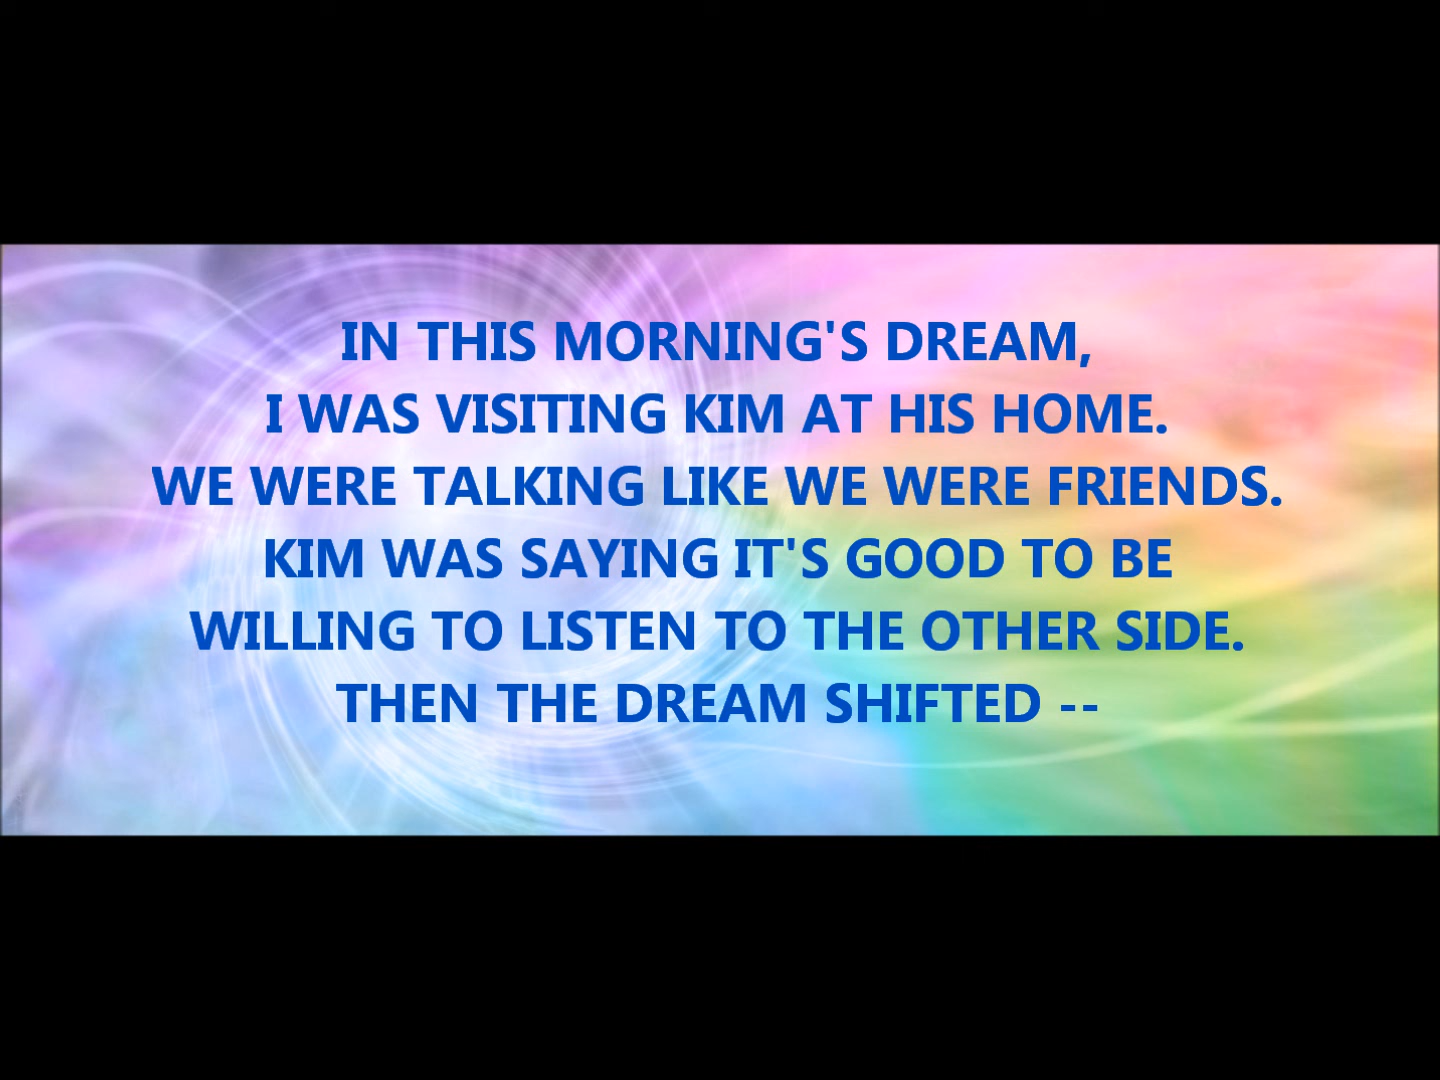 IN THIS MORNING'S DREAM,
I WAS VISITING KIM AT HIS HOME.
WE WERE TALKING LIKE WE WERE FRIENDS.
KIM WAS SAYING IT'S GOOD TO BE
WILLING TO LISTEN TO THE OTHER SIDE.
THEN THE DREAM SHIFTED --